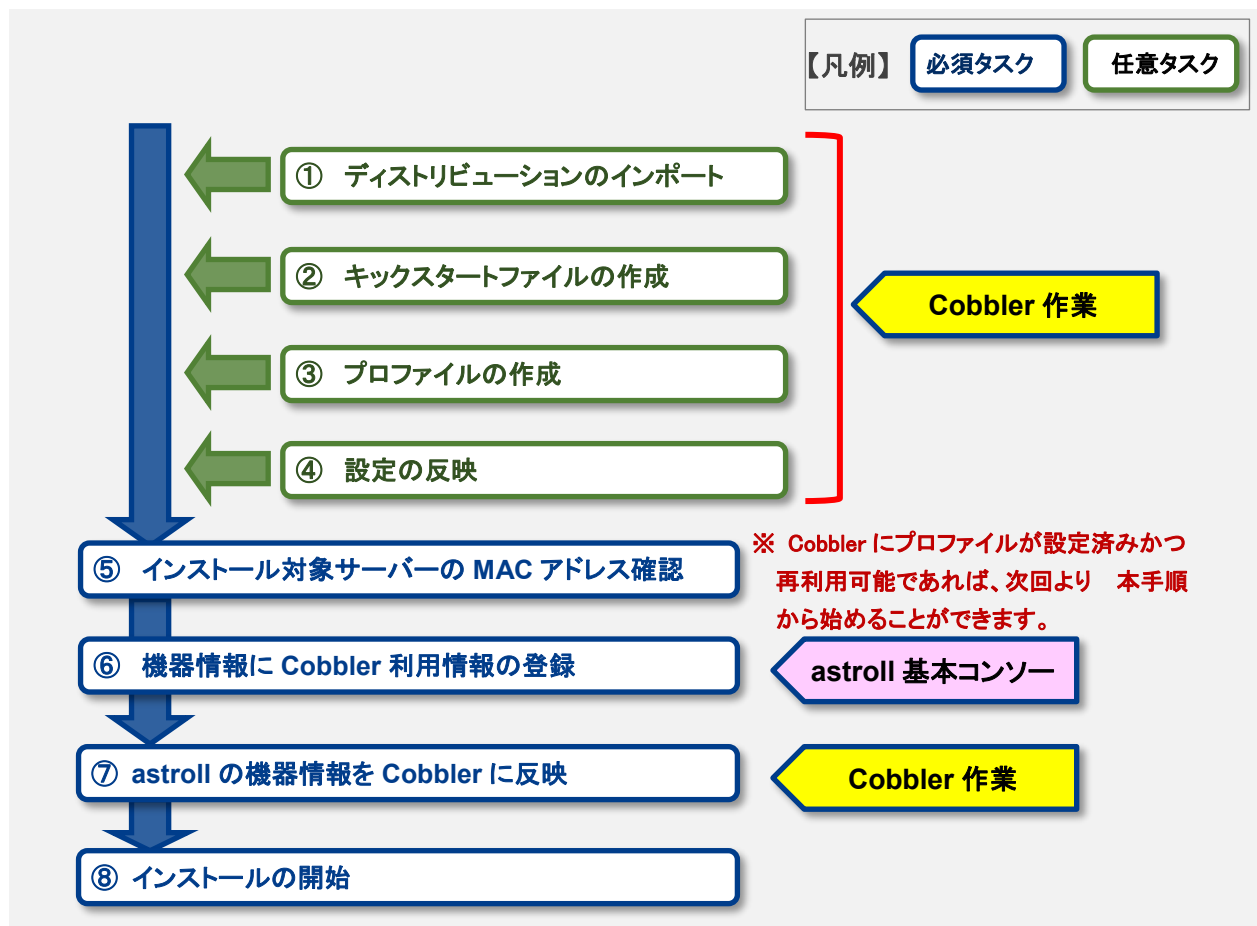 【凡例】 必須タスク 任意タスク
① ディストリビューションのインポート
② キックスタートファイルの作成
Cobbler 作業
③ プロファイルの作成
④ 設定の反映
⑤ インストール対象サーバーの MAC アドレス確認
※ Cobbler にプロファイルが設定済みかつ
再利用可能であれば、次回より 本手順
から始めることができます。
⑥ 機器情報に Cobbler 利用情報の登録
astroll 基本コンソー
⑦ astroll の機器情報を Cobbler に反映
Cobbler 作業
⑧ インストールの開始